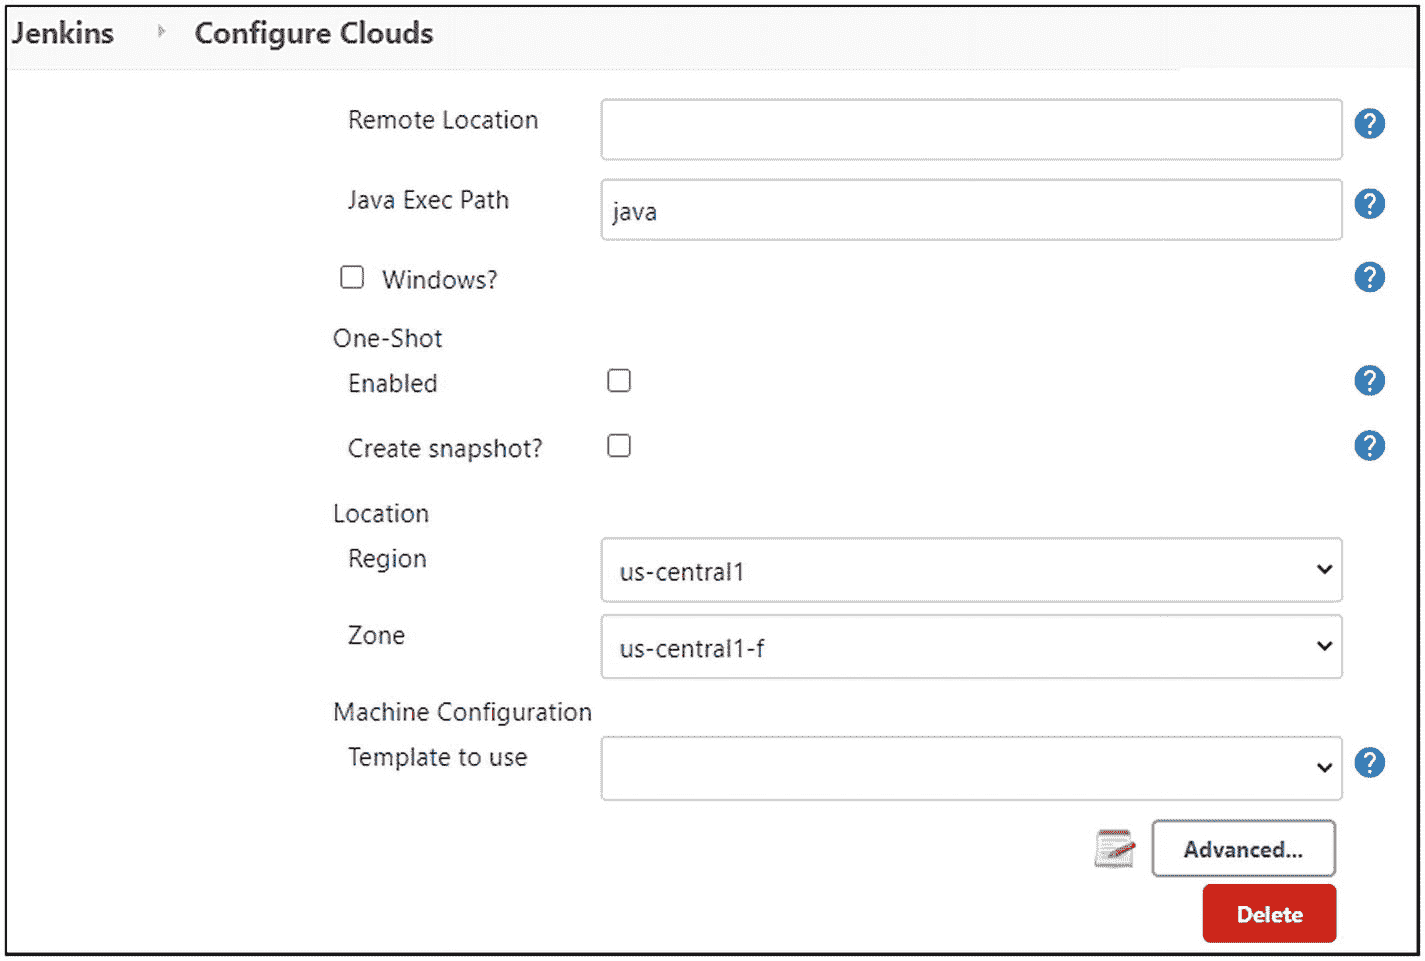 Jenkins Configure Clouds
Remote Location
?
Java Exec Path java
?
Windows?
?
One-Shot
Enabled
?
Create snapshot?
?
Location
Region us-central1
Zone us-central1-f
Machine Configuration
Template to use
?
Advanced...
Delete